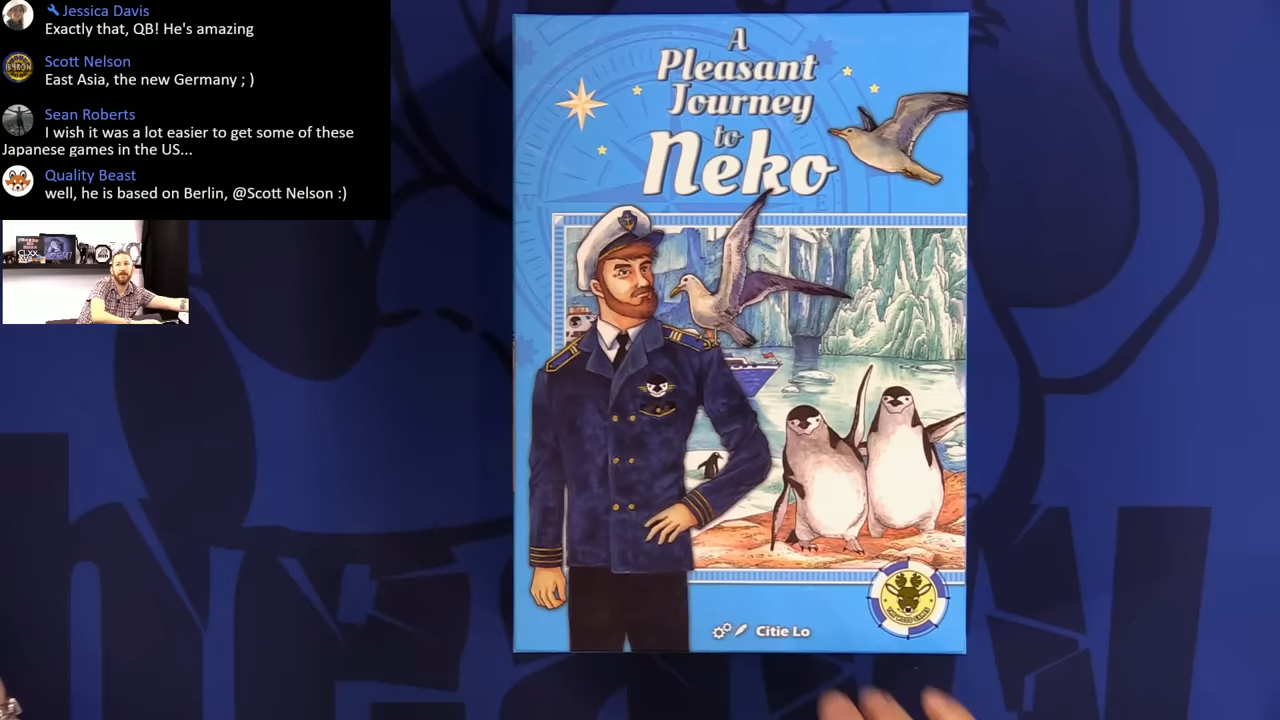 Jessica Davis
Exactly that, QB! He's amazing
Scott Nelson
East Asia, the new Germany ; )
Sean Roberts
I wish it was a lot easier to get some of these
Japanese games in the US...
Quality Beast
well, he is based on Berlin, @Scott Nelson :)
A
Pleasant
Journey
to
Neko
Citie Lo